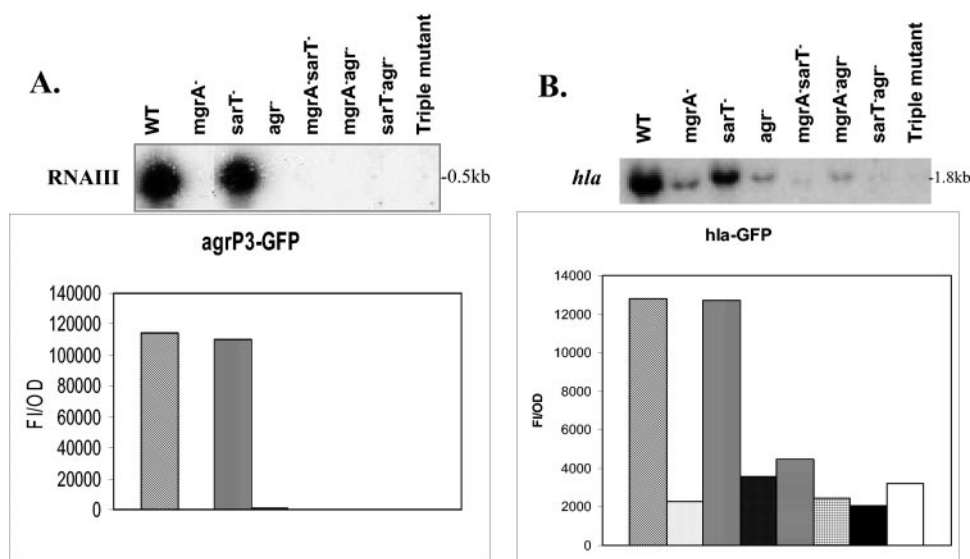 A.
WT
mgrA-
sarT-
agr-
mgrA-sarT-
mgrA-agr-
sarT-agr-
Triple mutant
RNAIII
-0.5kb
agrP3-GFP
140000
120000
100000
80000
60000
40000
20000
0
FI/OD
B.
WT
mgrA-
sarT-
agr-
mgrA-sarT-
mgrA-agr-
sarT-agr-
Triple mutant
hla
-1.8kb
hla-GFP
14000
12000
10000
8000
6000
4000
2000
0
FI/OD